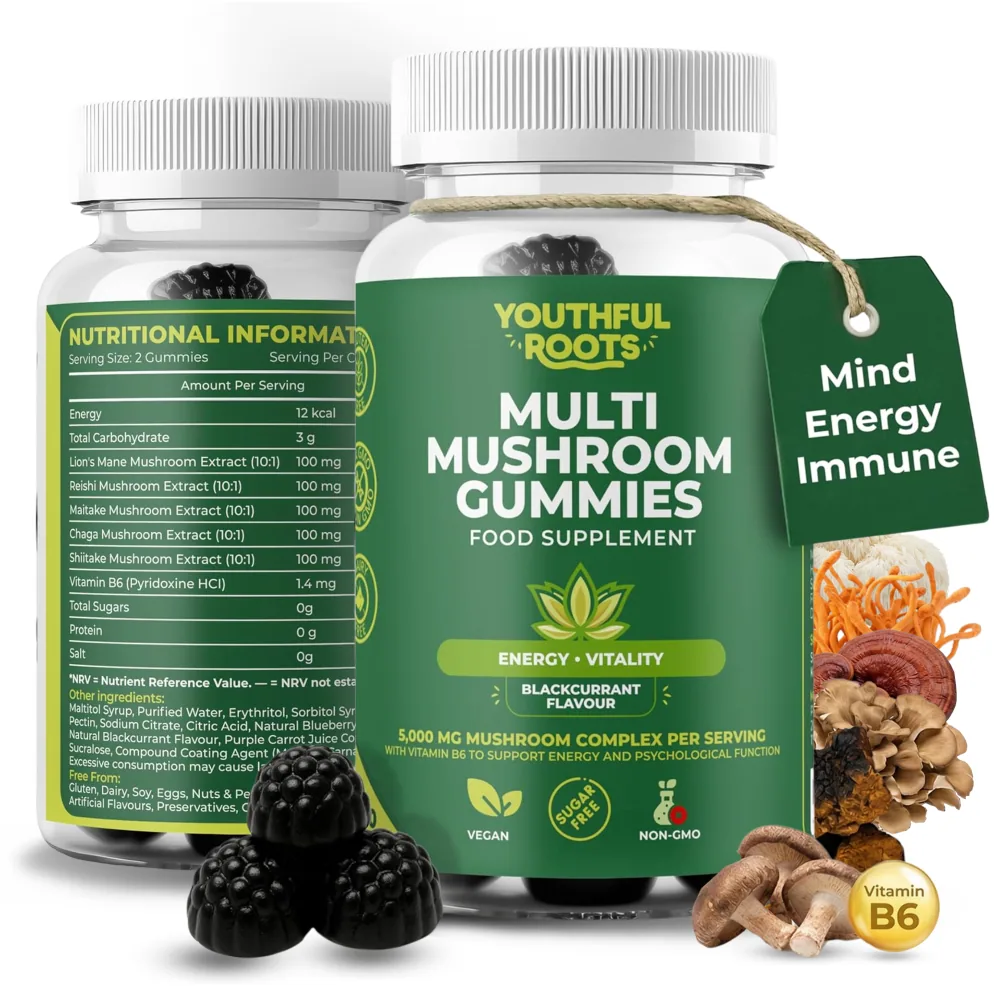 NUTRITIONAL INFORMAT
Serving Size: 2 Gummies Serving Per C
Amount Per Serving
Energy 12 kcal
Total Carbohydrate 3 g
Lion's Mane Mushroom Extract (10:1) 100 mg
Reishi Mushroom Extract (10:1) 100 mg
Maitake Mushroom Extract (10:1) 100 mg
Chaga Mushroom Extract (10:1) 100 mg
Shiitake Mushroom Extract (10:1) 100 mg
Vitamin B6 (Pyridoxine HCl) 1.4 mg
Total Sugars 0g
Protein 0 g
Salt 0g
*NRV = Nutrient Reference Value. — = NRV not esta
Other ingredients:
Maltitol Syrup, Purified Water, Erythritol, Sorbitol Syr
Pectin, Sodium Citrate, Citric Acid, Natural Blueberry
Natural Blackcurrant Flavour, Purple Carrot Juice Co
Sucralose, Compound Coating Agent
Excessive consumption may cause
Free From:
Gluten, Dairy, Soy, Eggs, Nuts & Pe
Artificial Flavours, Preservatives,
YOUTHFUL
ROOTS
MULTI
MUSHROOM
GUMMIES
FOOD SUPPLEMENT
ENERGY • VITALITY
BLACKCURRANT
FLAVOUR
5,000 MG MUSHROOM COMPLEX PER SERVING
WITH VITAMIN B6 TO SUPPORT ENERGY AND PSYCHOLOGICAL FUNCTION
VEGAN
SUGAR
FREE
NON-GMO
Mind
Energy
Immune
Vitamin
B6